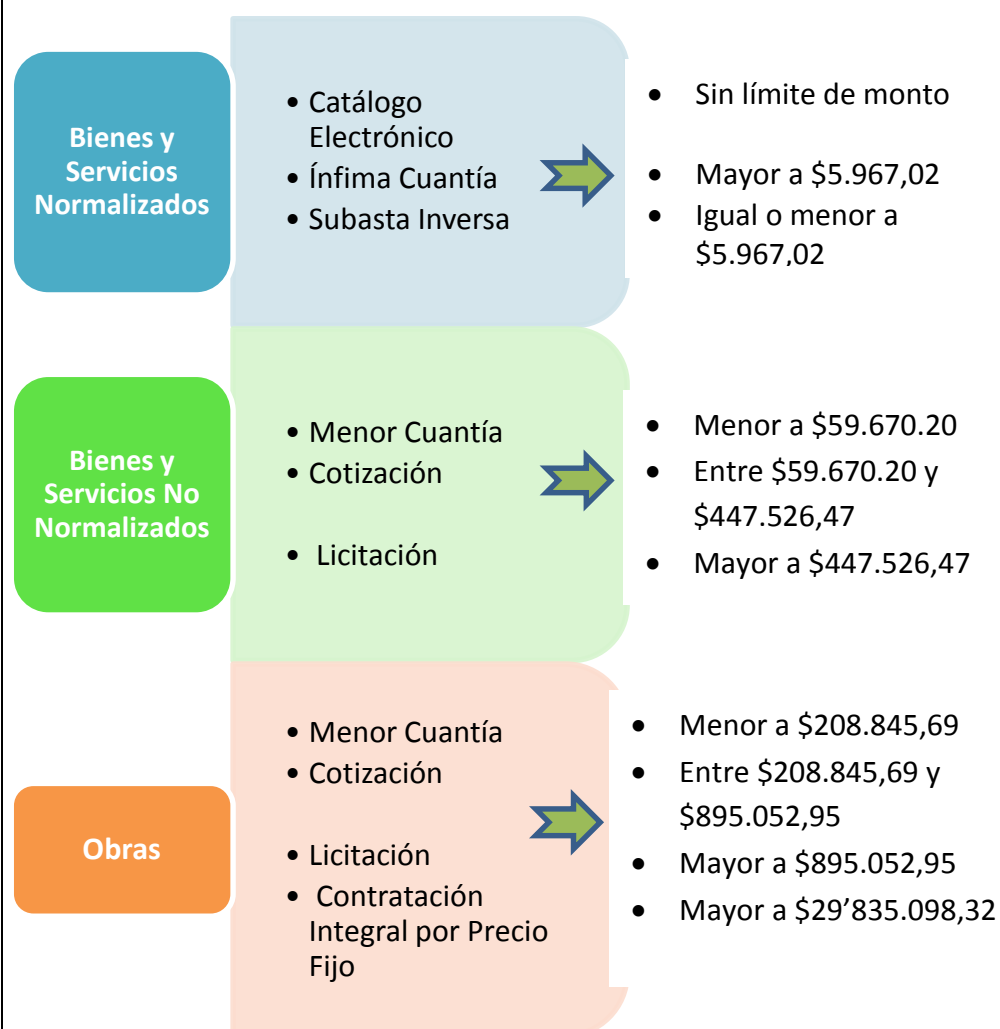 Bienes y
Servicios
Normalizados
• Catálogo
Electrónico
• Ínfima Cuantía
• Subasta Inversa
• Sin límite de monto
• Mayor a $5.967,02
• Igual o menor a
$5.967,02
Bienes y
Servicios No
Normalizados
• Menor Cuantía
• Cotización
• Licitación
• Menor a $59.670.20
• Entre $59.670.20 y
$447.526,47
• Mayor a $447.526,47
Obras
• Menor Cuantía
• Cotización
• Licitación
• Contratación
Integral por Precio
Fijo
• Menor a $208.845,69
• Entre $208.845,69 y
$895.052,95
• Mayor a $895.052,95
• Mayor a $29’835.098,32